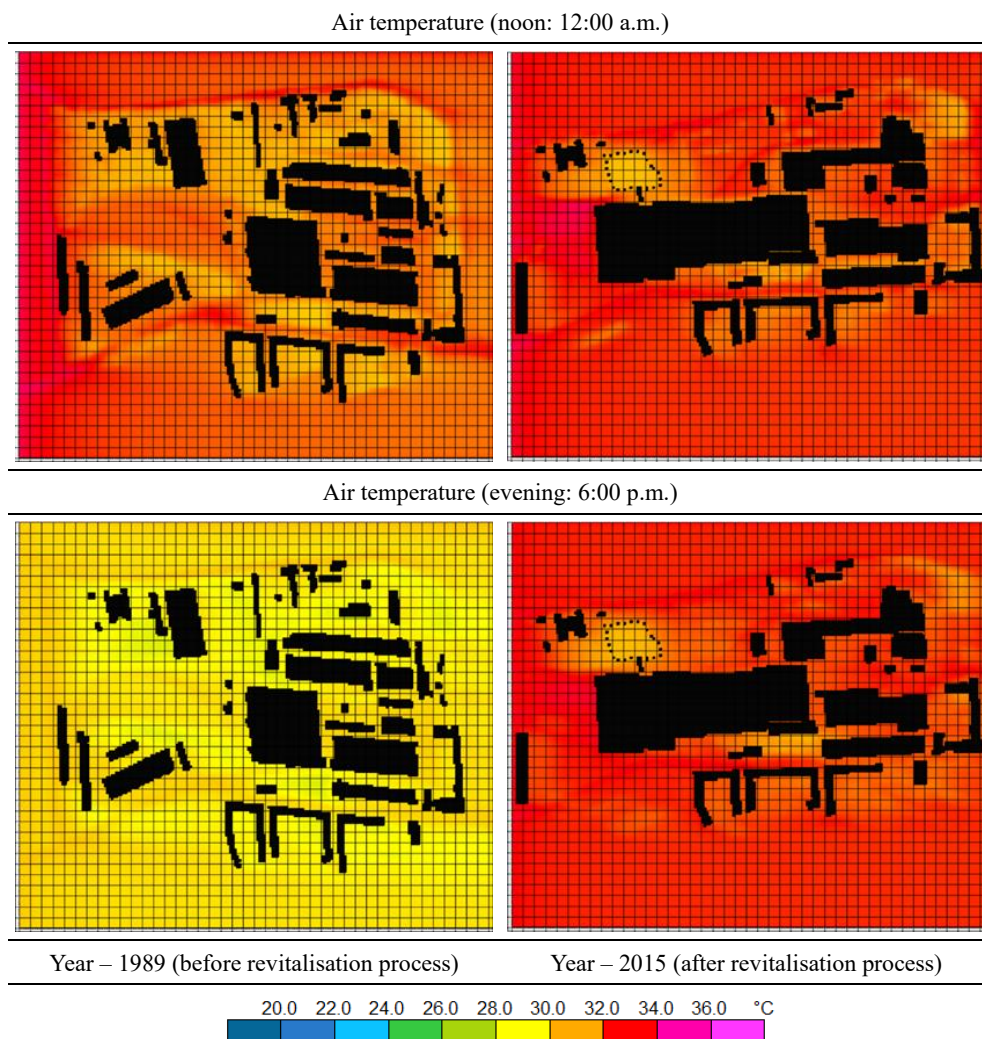 Air temperature (noon: 12:00 a.m.)
Air temperature (evening: 6:00 p.m.)
Year – 1989 (before revitalisation process) Year – 2015 (after revitalisation process)
20.0 22.0 24.0 26.0 28.0 30.0 32.0 34.0 36.0 °C